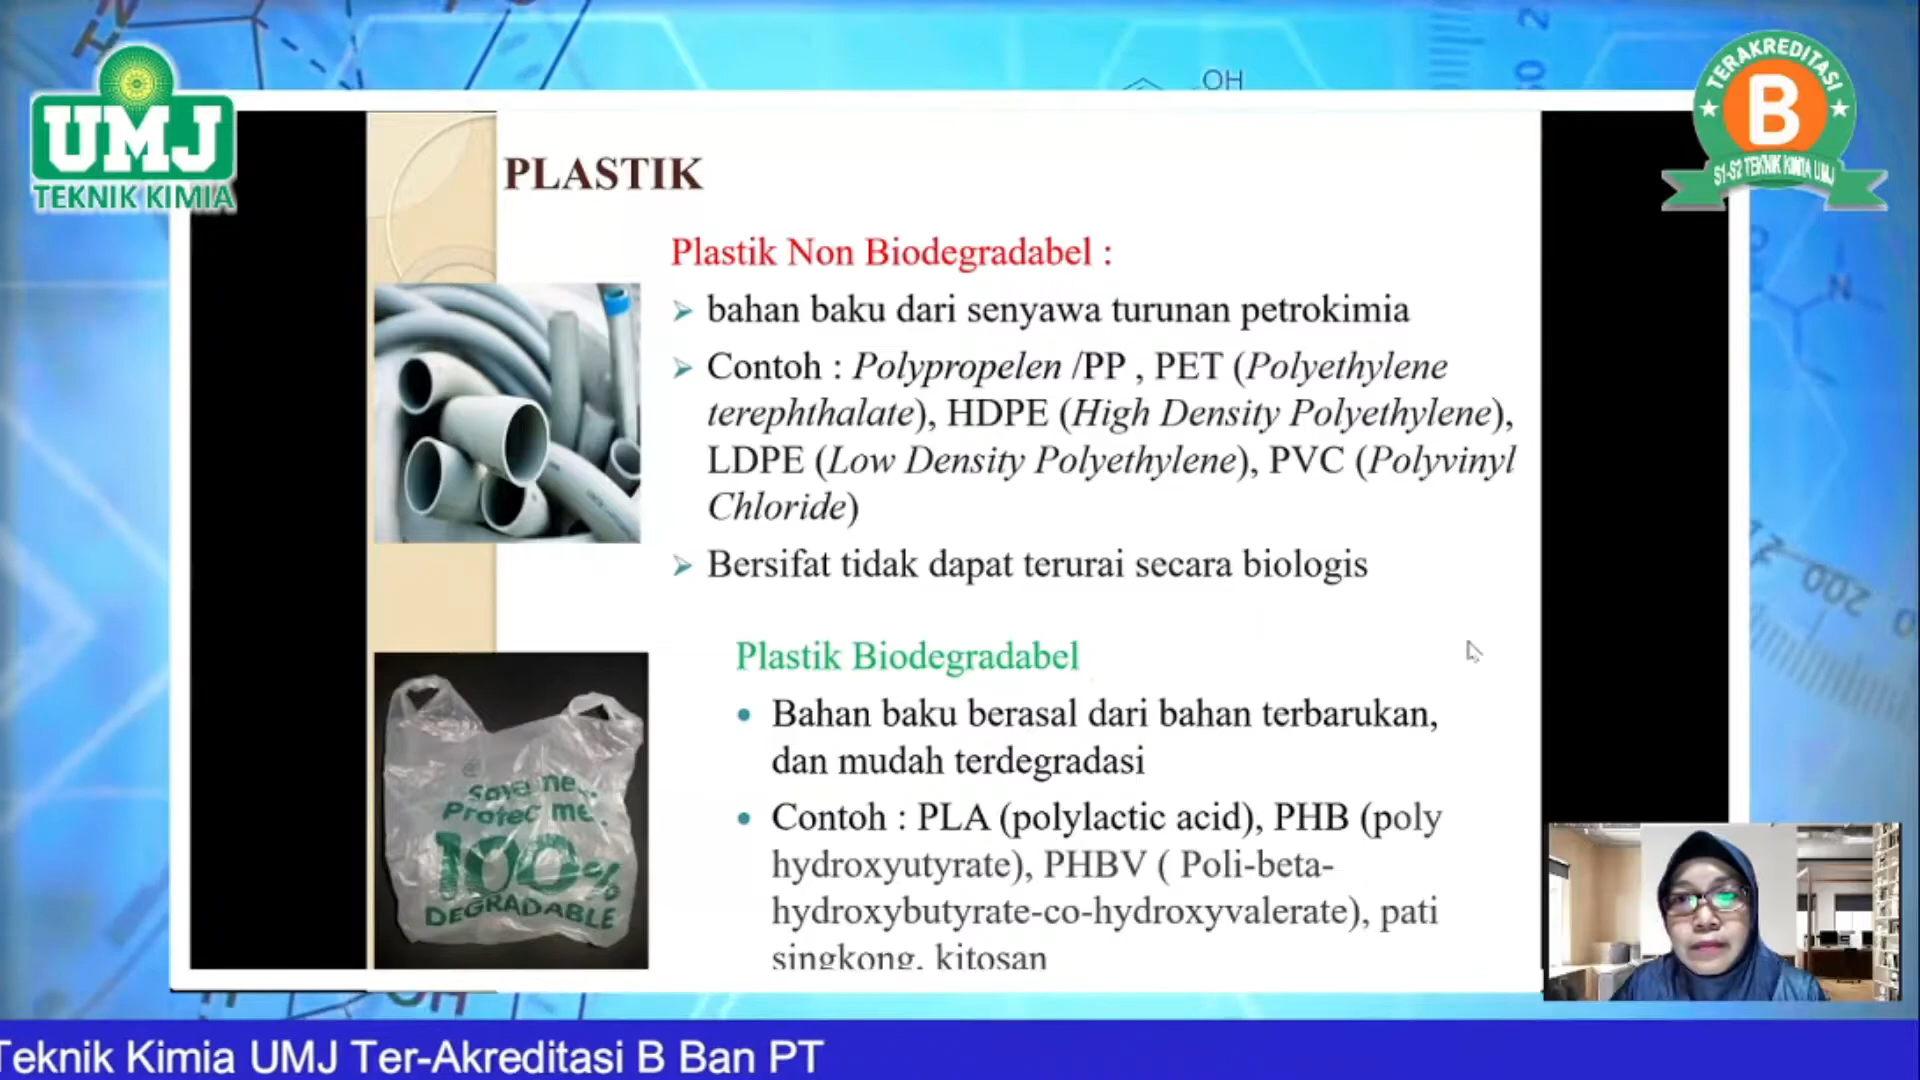 OH
UMJ
TEKNIK KIMIA
TERAKREDITASI
B
S1-S2 TEKNIK KIMIA UMJ
PLASTIK
Plastik Non Biodegradabel :
bahan baku dari senyawa turunan petrokimia
Contoh : Polypropelen /PP , PET (Polyethylene
terephthalate), HDPE (High Density Polyethylene),
LDPE (Low Density Polyethylene), PVC (Polyvinyl
Chloride)
Bersifat tidak dapat terurai secara biologis
Plastik Biodegradabel
Bahan baku berasal dari bahan terbarukan,
dan mudah terdegradasi
Contoh : PLA (polylactic acid), PHB (poly
hydroxyutyrate), PHBV ( Poli-beta-
hydroxybutyrate-co-hydroxyvalerate), pati
singkong, kitosan
Save me..
Protec me.
100%
DEGRADABLE
200
Teknik Kimia UMJ Ter-Akreditasi B Ban PT